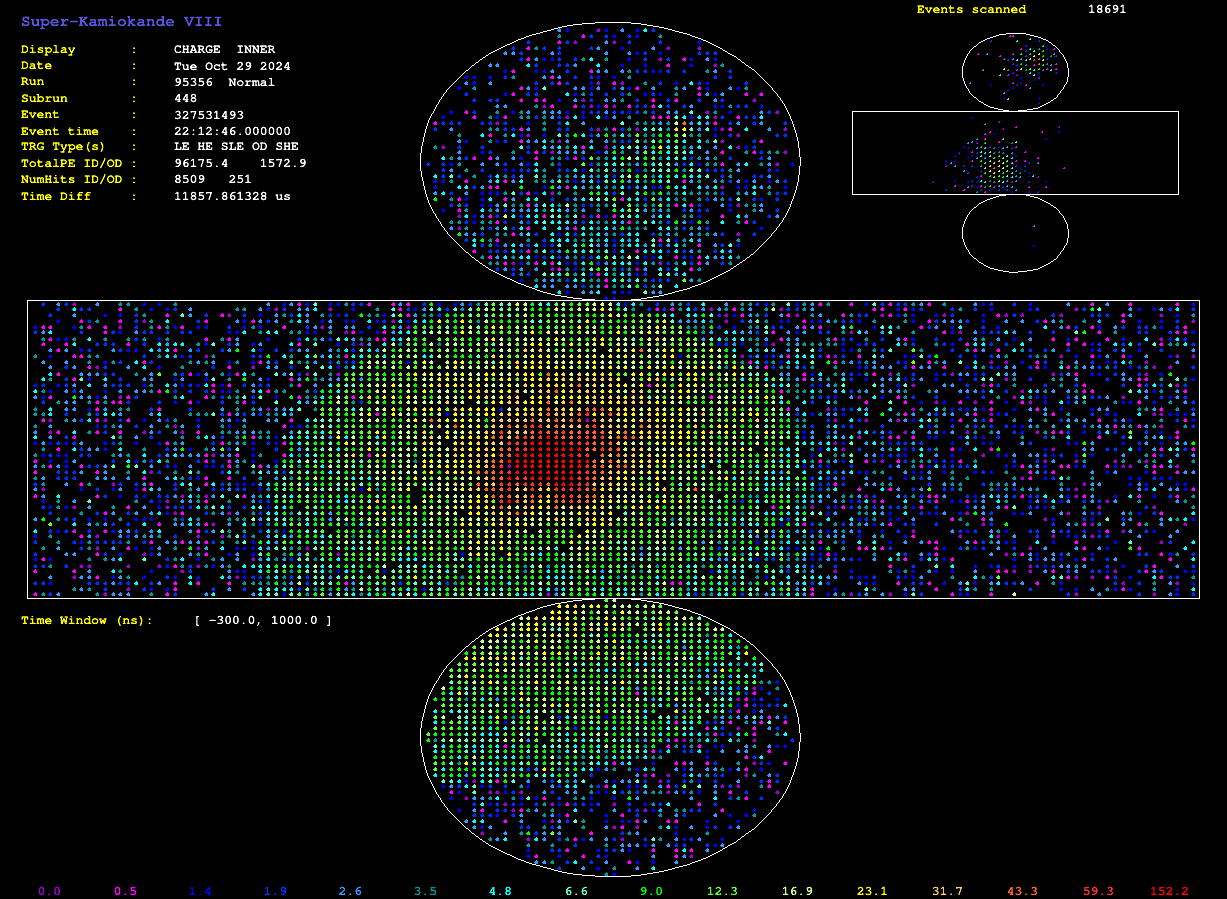 Super-Kamiokande VIII
Events scanned 18691
Display : CHARGE INNER
Date : Tue Oct 29 2024
Run : 95356 Normal
Subrun : 448
Event : 327531493
Event time : 22:12:46.000000
TRG Type(s) : LE HE SLE OD SHE
TotalPE ID/OD : 96175.4 1572.9
NumHits ID/OD : 8509 251
Time Diff : 11857.861328 us
Time Window (ns): [ -300.0, 1000.0 ]
0.0 0.5 1.4 1.9 2.6 3.5 4.8 6.6 9.0 12.3 16.9 23.1 31.7 43.3 59.3 152.2